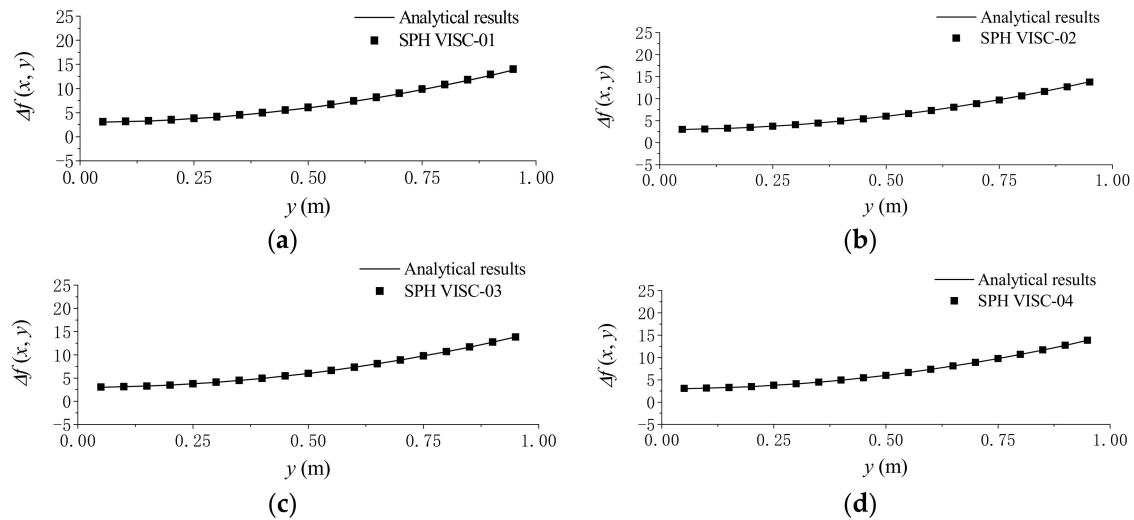 Analytical results
SPH VISC-01
25
20
15
10
5
0
-5
Δf (x, y)
0.00 0.25 0.50 0.75 1.00
y (m)
(a)
Analytical results
SPH VISC-02
25
20
15
10
5
0
-5
Δf (x, y)
0.00 0.25 0.50 0.75 1.00
y (m)
(b)
Analytical results
SPH VISC-03
25
20
15
10
5
0
-5
Δf (x, y)
0.00 0.25 0.50 0.75 1.00
y (m)
(c)
Analytical results
SPH VISC-04
25
20
15
10
5
0
-5
Δf (x, y)
0.00 0.25 0.50 0.75 1.00
y (m)
(d)